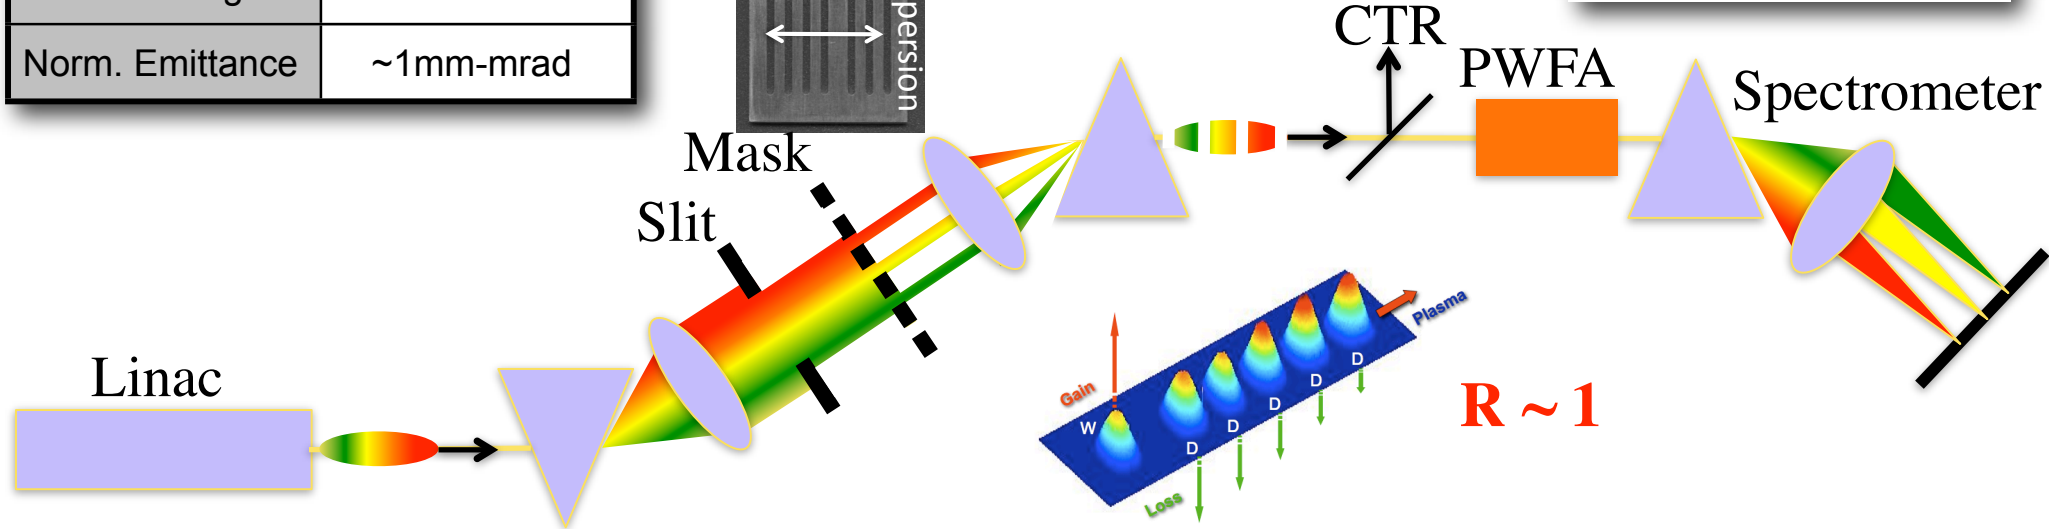 Norm. Emittance
~1mm-mrad
persion
CTR
PWFA
Spectrometer
Mask
Slit
Linac
Gain
W
D
D
D
D
D
Loss
Plasma
R ~ 1